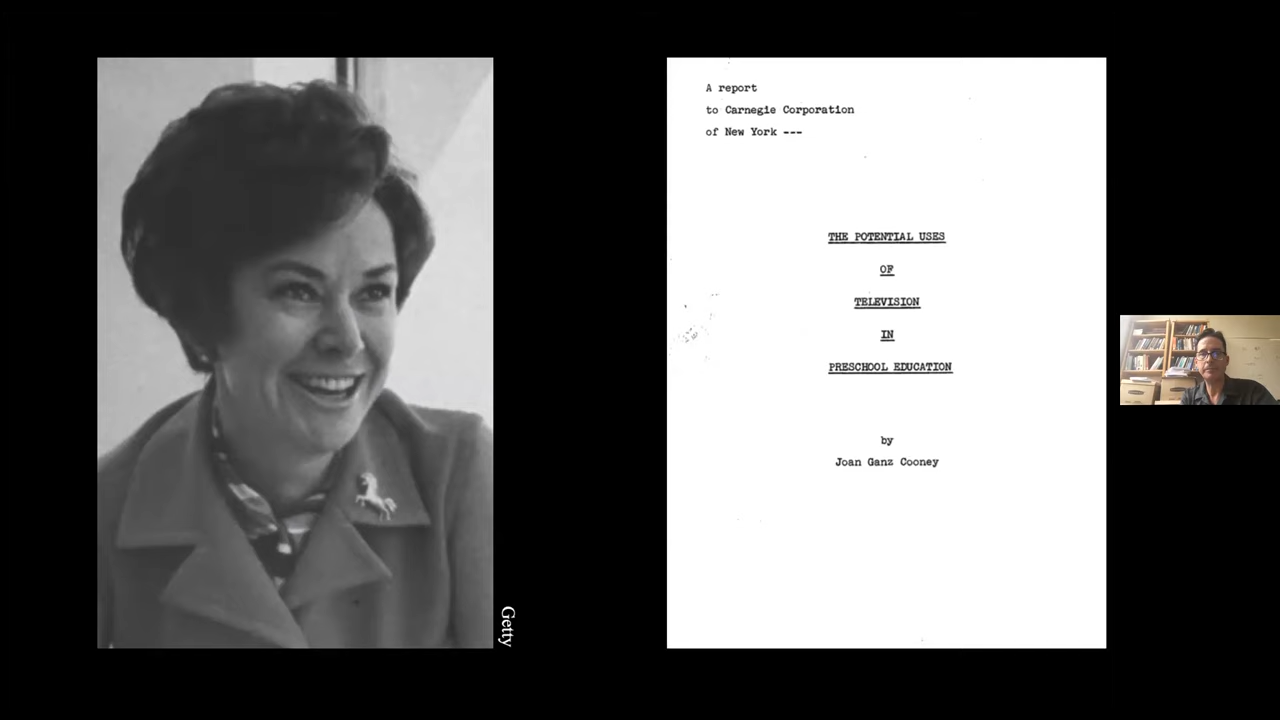 A report
to Carnegie Corporation
of New York ---
THE POTENTIAL USES
OF
TELEVISION
IN
PRESCHOOL EDUCATION
by
Joan Ganz Cooney
Getty